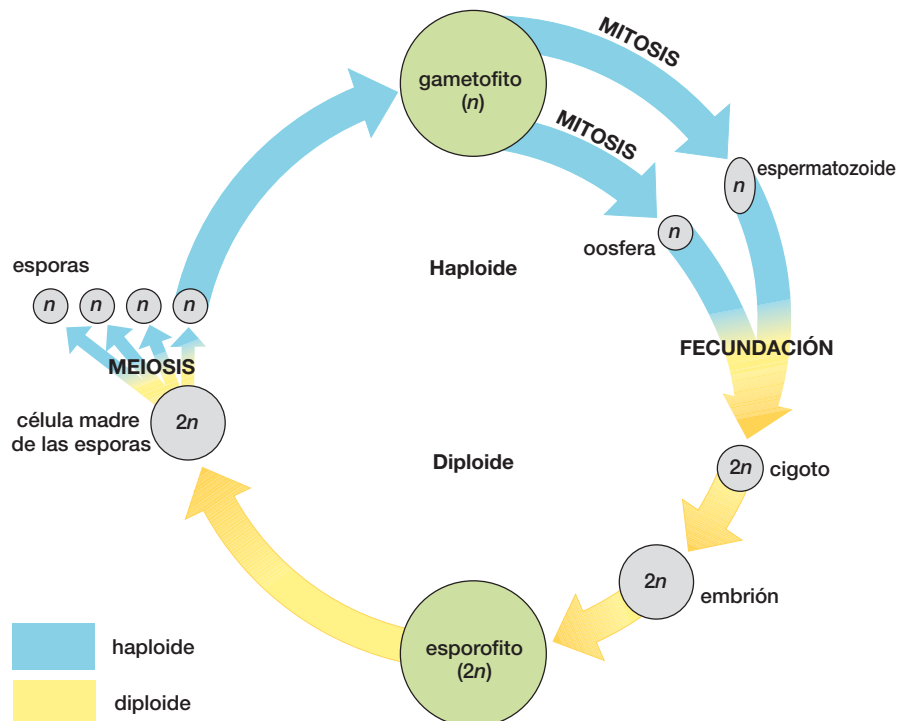 MITOSIS
gametofito
(n)
MITOSIS
espermatozoide
n
n
oosfera
esporas
Haploide
n
n
n
n
FECUNDACIÓN
MEIOSIS
célula madre
de las esporas
2n
Diploide
2n
cigoto
2n
embrión
esporofito
(2n)
haploide
diploide